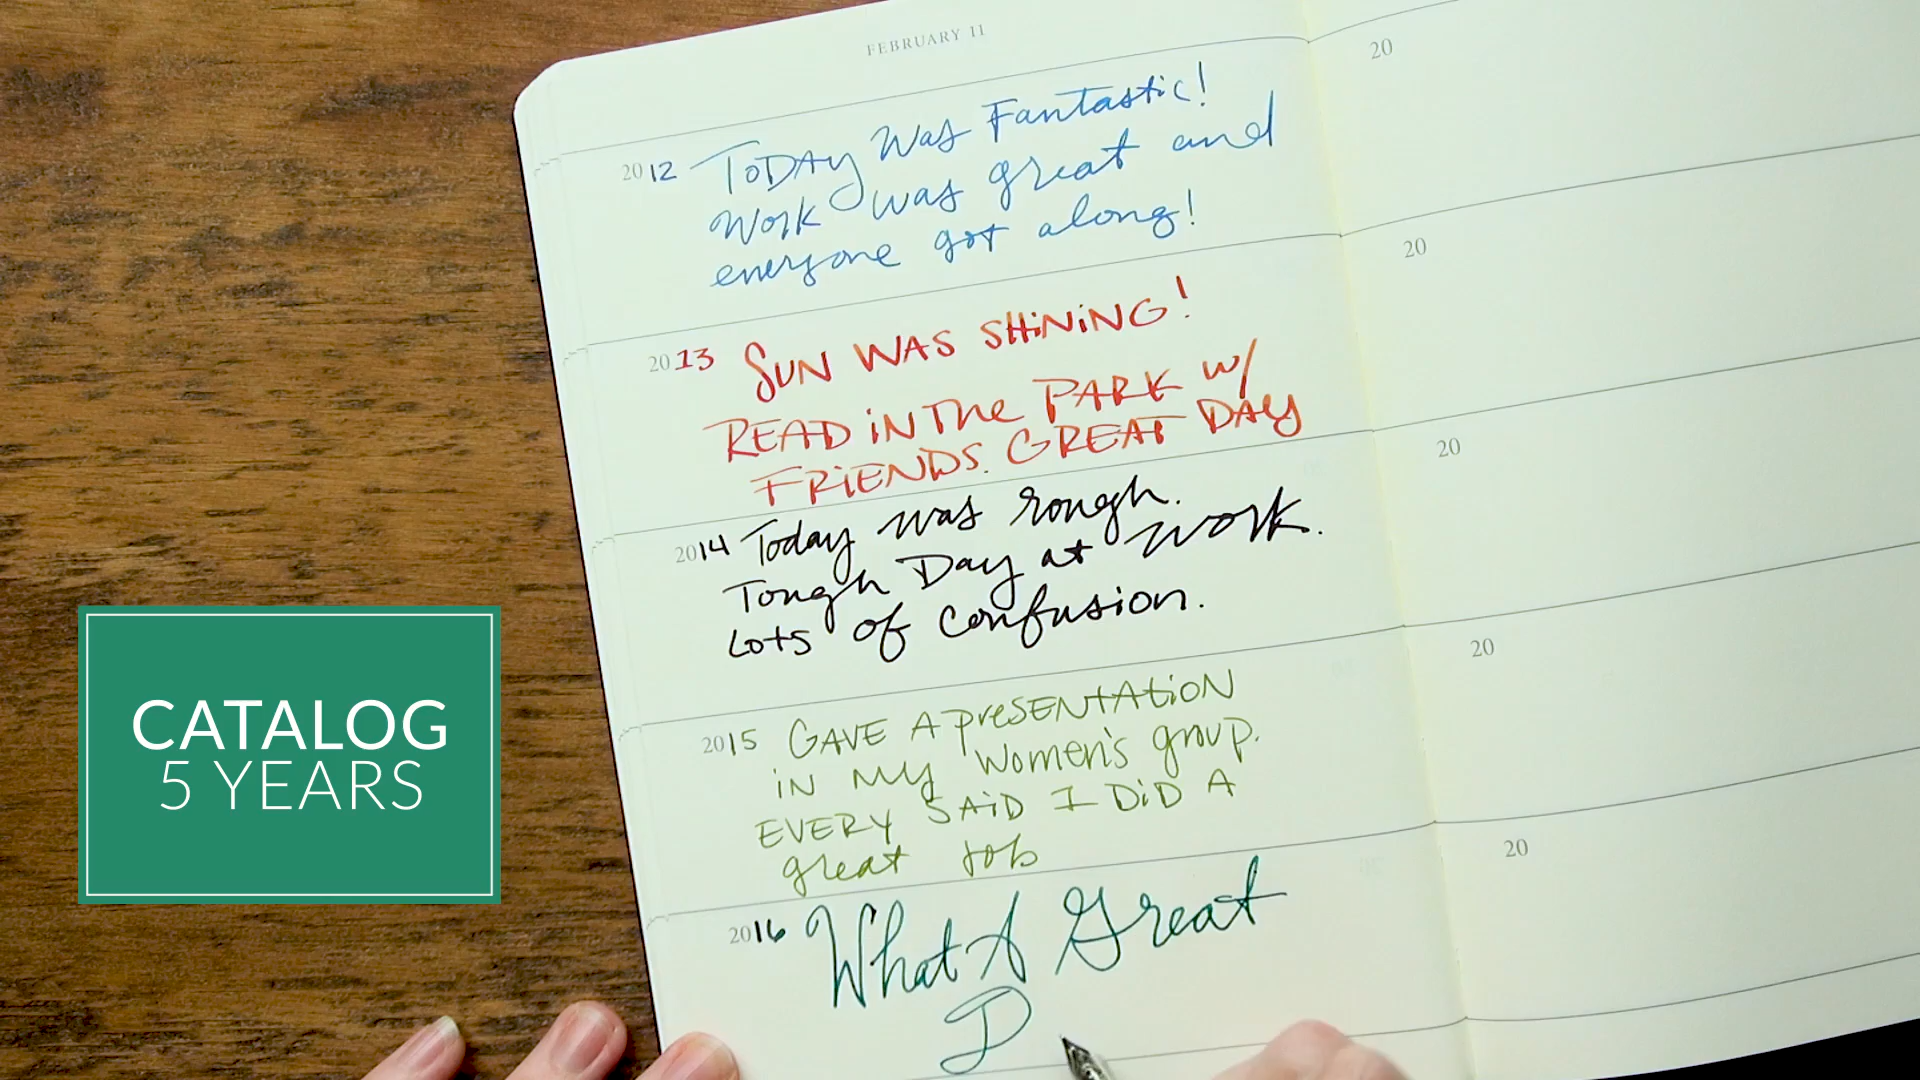 FEBRUARY 11
2012 TODAY Was Fantastic!
Work was great and
everyone got along!
2013 SUN WAS SHiNiNG!
READ iN The PARK w/
FRiENDS. GREAT DAY
2014 Today was rough.
Tough Day at work.
Lots of confusion.
2015 GAVE A presENtAtiON
iN My Women's group.
EVERY SAiD I DiD A
great job
2016 What A Great
D
20
20
20
20
20
CATALOG
5 YEARS